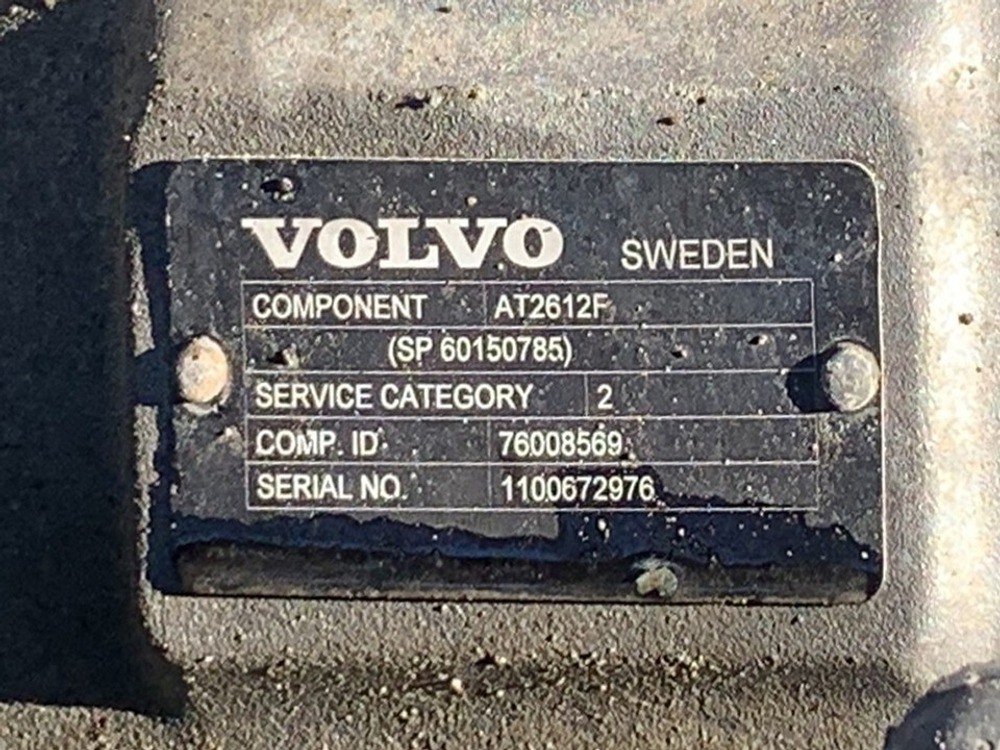 VOLVO SWEDEN
COMPONENT AT2612F
(SP 60150785)
SERVICE CATEGORY 2
COMP. ID 76008569
SERIAL NO. 1100672976